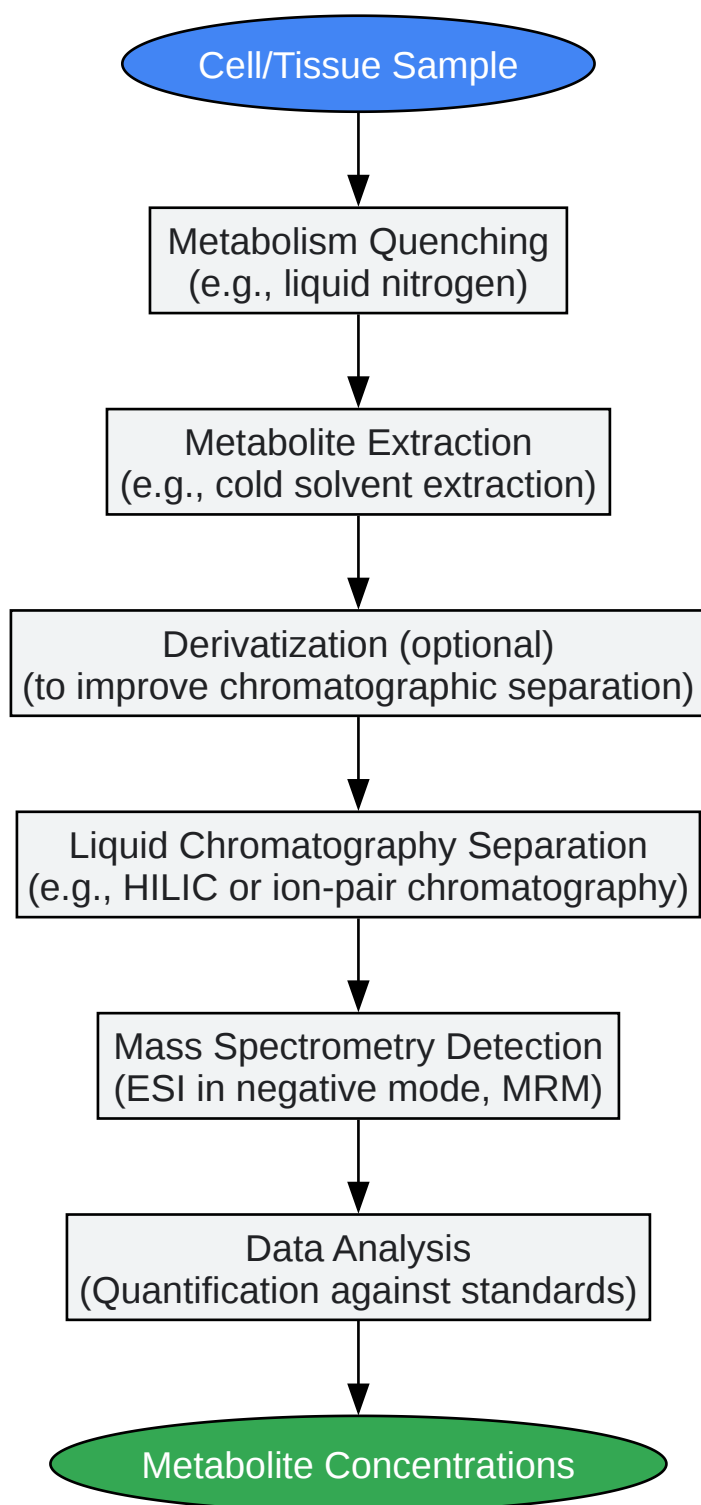 Cell/Tissue Sample
Metabolism Quenching
(e.g., liquid nitrogen)
Metabolite Extraction
(e.g., cold solvent extraction)
Derivatization (optional)
(to improve chromatographic separation)
Liquid Chromatography Separation
(e.g., HILIC or ion-pair chromatography)
Mass Spectrometry Detection
(ESI in negative mode, MRM)
Data Analysis
(Quantification against standards)
Metabolite Concentrations